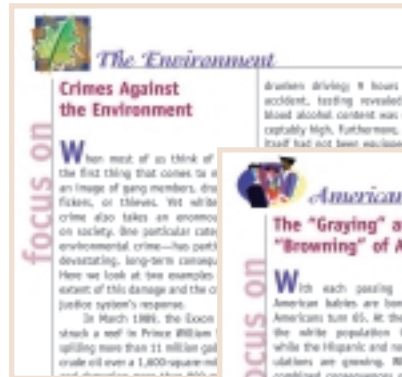 The Environment
Crimes Against
the Environment
focus on
When most of us think of
the first thing that comes to m
an image of gang members, dru
fickers, or thieves. Yet white
crime also takes an enormou
on society. One particular cate
environmental crime—has parti
devastating, long-term consequ
Here we look at two examples
extent of this damage and the c
justice system's response.
In March 1989, the Exxon
struck a reef in Prince William
spilling more than 11 million gal
crude oil over a 1,000-square-mi
drunken driving; 9 hours
accident, testing revealed
blood alcohol content was
ceptably high. Furthermore,
itself had not been equippe
American
The "Graying" a
"Browning" of A
focus on
With each passing
American babies are born
Americans turn 65. At the
the white population
while the Hispanic and
ulations are growing.
combined consequences